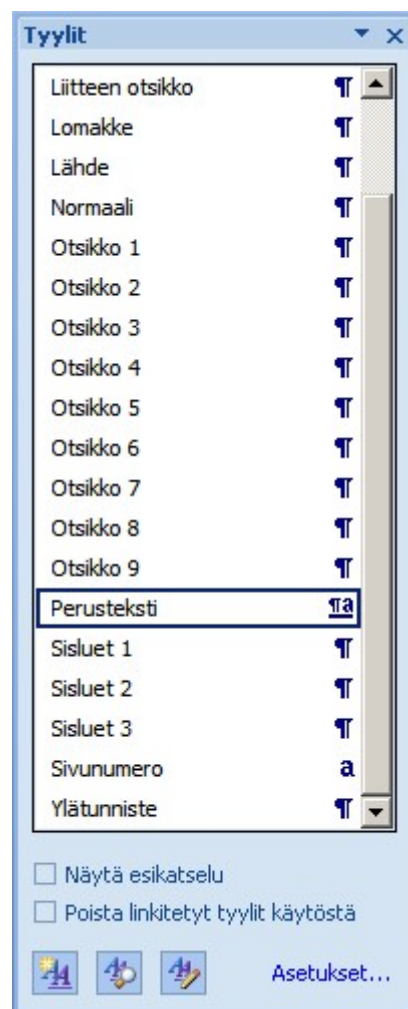 Tyylit
Liitteen otsikko ¶
Lomakke ¶
Lähde ¶
Normaali ¶
Otsikko 1 ¶
Otsikko 2 ¶
Otsikko 3 ¶
Otsikko 4 ¶
Otsikko 5 ¶
Otsikko 6 ¶
Otsikko 7 ¶
Otsikko 8 ¶
Otsikko 9 ¶
Perusteksti ¶a
Sisluet 1 ¶
Sisluet 2 ¶
Sisluet 3 ¶
Sivunumero a
Ylätunniste ¶
Näytä esikatselu
Poista linkitetyt tyylit käytöstä
Asetukset...